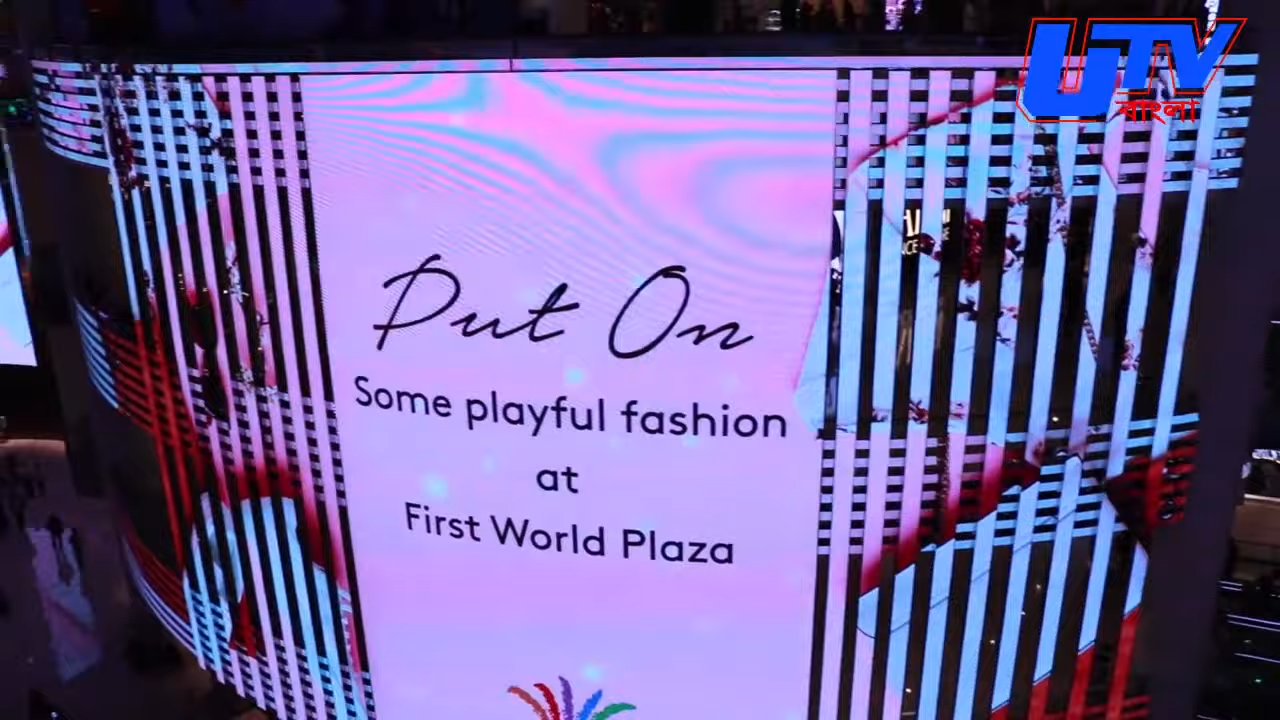 UTV
বাংলা
Put On
Some playful fashion
at
First World Plaza